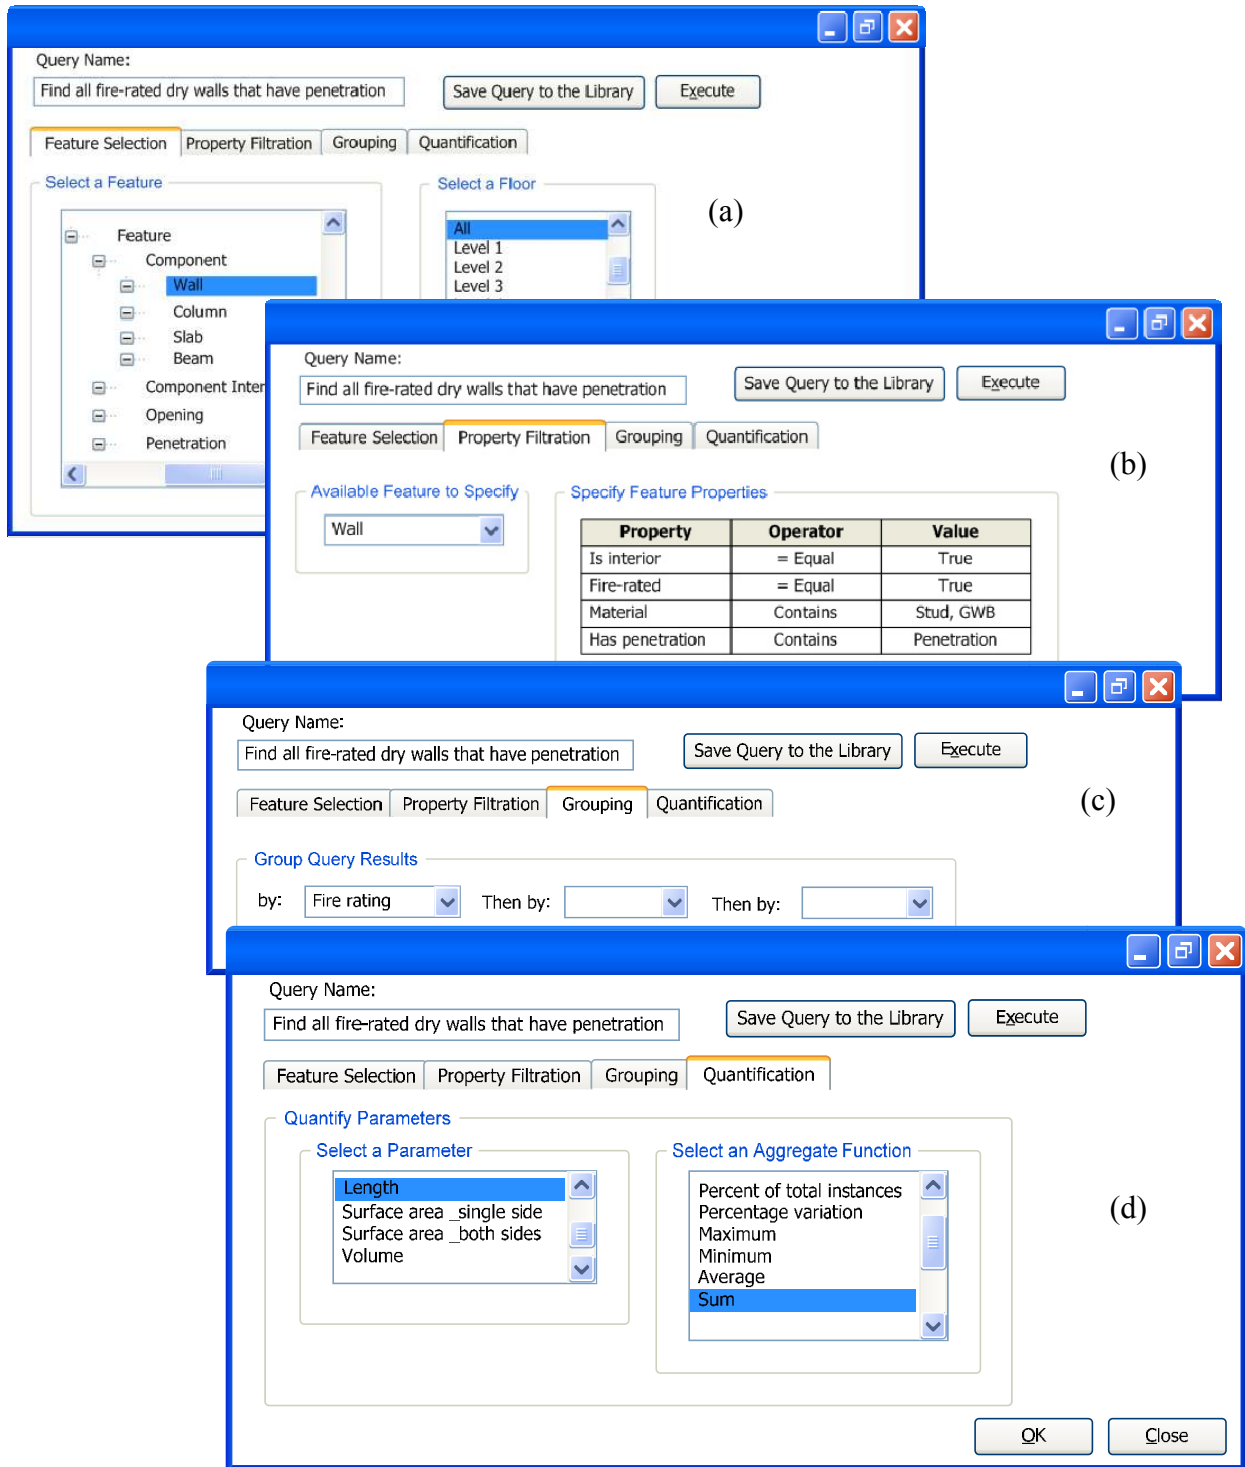 Query Name:
Find all fire-rated dry walls that have penetration
Save Query to the Library
Execute
Feature Selection
Property Filtration
Grouping
Quantification
Select a Feature
Select a Floor
(a)
Feature
Component
Wall
Column
Slab
Beam
Component Inter
Opening
Penetration
All
Level 1
Level 2
Level 3
Query Name:
Find all fire-rated dry walls that have penetration
Save Query to the Library
Execute
Feature Selection
Property Filtration
Grouping
Quantification
(b)
Available Feature to Specify
Wall
Specify Feature Properties
Property Operator Value
Is interior = Equal True
Fire-rated = Equal True
Material Contains Stud, GWB
Has penetration Contains Penetration
Query Name:
Find all fire-rated dry walls that have penetration
Save Query to the Library
Execute
Feature Selection
Property Filtration
Grouping
Quantification
(c)
Group Query Results
by: Fire rating Then by: Then by:
Query Name:
Find all fire-rated dry walls that have penetration
Save Query to the Library
Execute
Feature Selection
Property Filtration
Grouping
Quantification
Quantify Parameters
Select a Parameter
Length
Surface area _single side
Surface area _both sides
Volume
Select an Aggregate Function
Percent of total instances
Percentage variation
Maximum
Minimum
Average
Sum
(d)
OK
Close